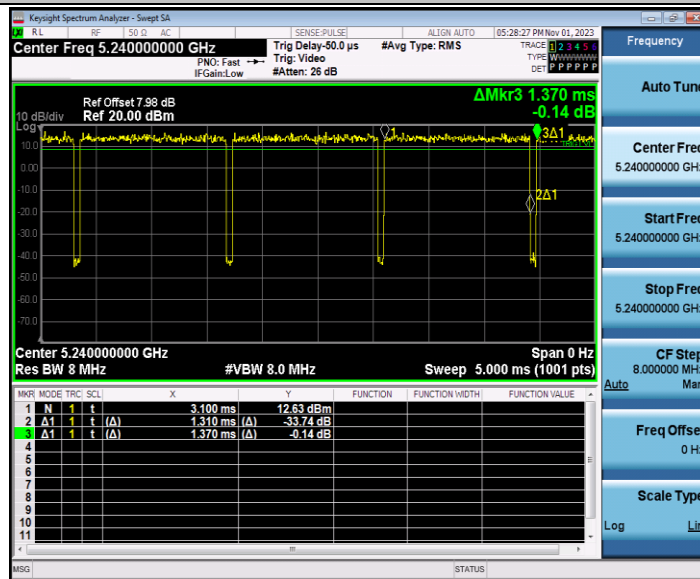 Keysight Spectrum Analyzer - Swept SA
RL RF 50 Ω AC SENSE:PULSE ALIGN AUTO 05:28:27 PM Nov 01, 2023
Center Freq 5.240000000 GHz
PNO: Fast
IFGain:Low
Trig Delay-50.0 µs
Trig: Video
#Atten: 26 dB
#Avg Type: RMS
TRACE 1 2 3 4 5 6
TYPE WWWWWW
DET P P P P P P
ΔMkr3 1.370 ms
-0.14 dB
Ref Offset 7.98 dB
10 dB/div Ref 20.00 dBm
Log
10.0
0.00
-10.0
-20.0
-30.0
-40.0
-50.0
-60.0
-70.0
1
3Δ1
TRIG LVL
2Δ1
Center 5.240000000 GHz Span 0 Hz
Res BW 8 MHz #VBW 8.0 MHz Sweep 5.000 ms (1001 pts)
MKR MODE TRC SCL X Y FUNCTION FUNCTION WIDTH FUNCTION VALUE
1 N 1 t 3.100 ms 12.63 dBm
2 Δ1 1 t (Δ) 1.310 ms (Δ) -33.74 dB
3 Δ1 1 t (Δ) 1.370 ms (Δ) -0.14 dB
4
5
6
7
8
9
10
11
MSG STATUS
Frequency
Auto Tune
Center Freq
5.240000000 GHz
Start Freq
5.240000000 GHz
Stop Freq
5.240000000 GHz
CF Step
8.000000 MHz
Auto Man
Freq Offset
0 Hz
Scale Type
Log Lin